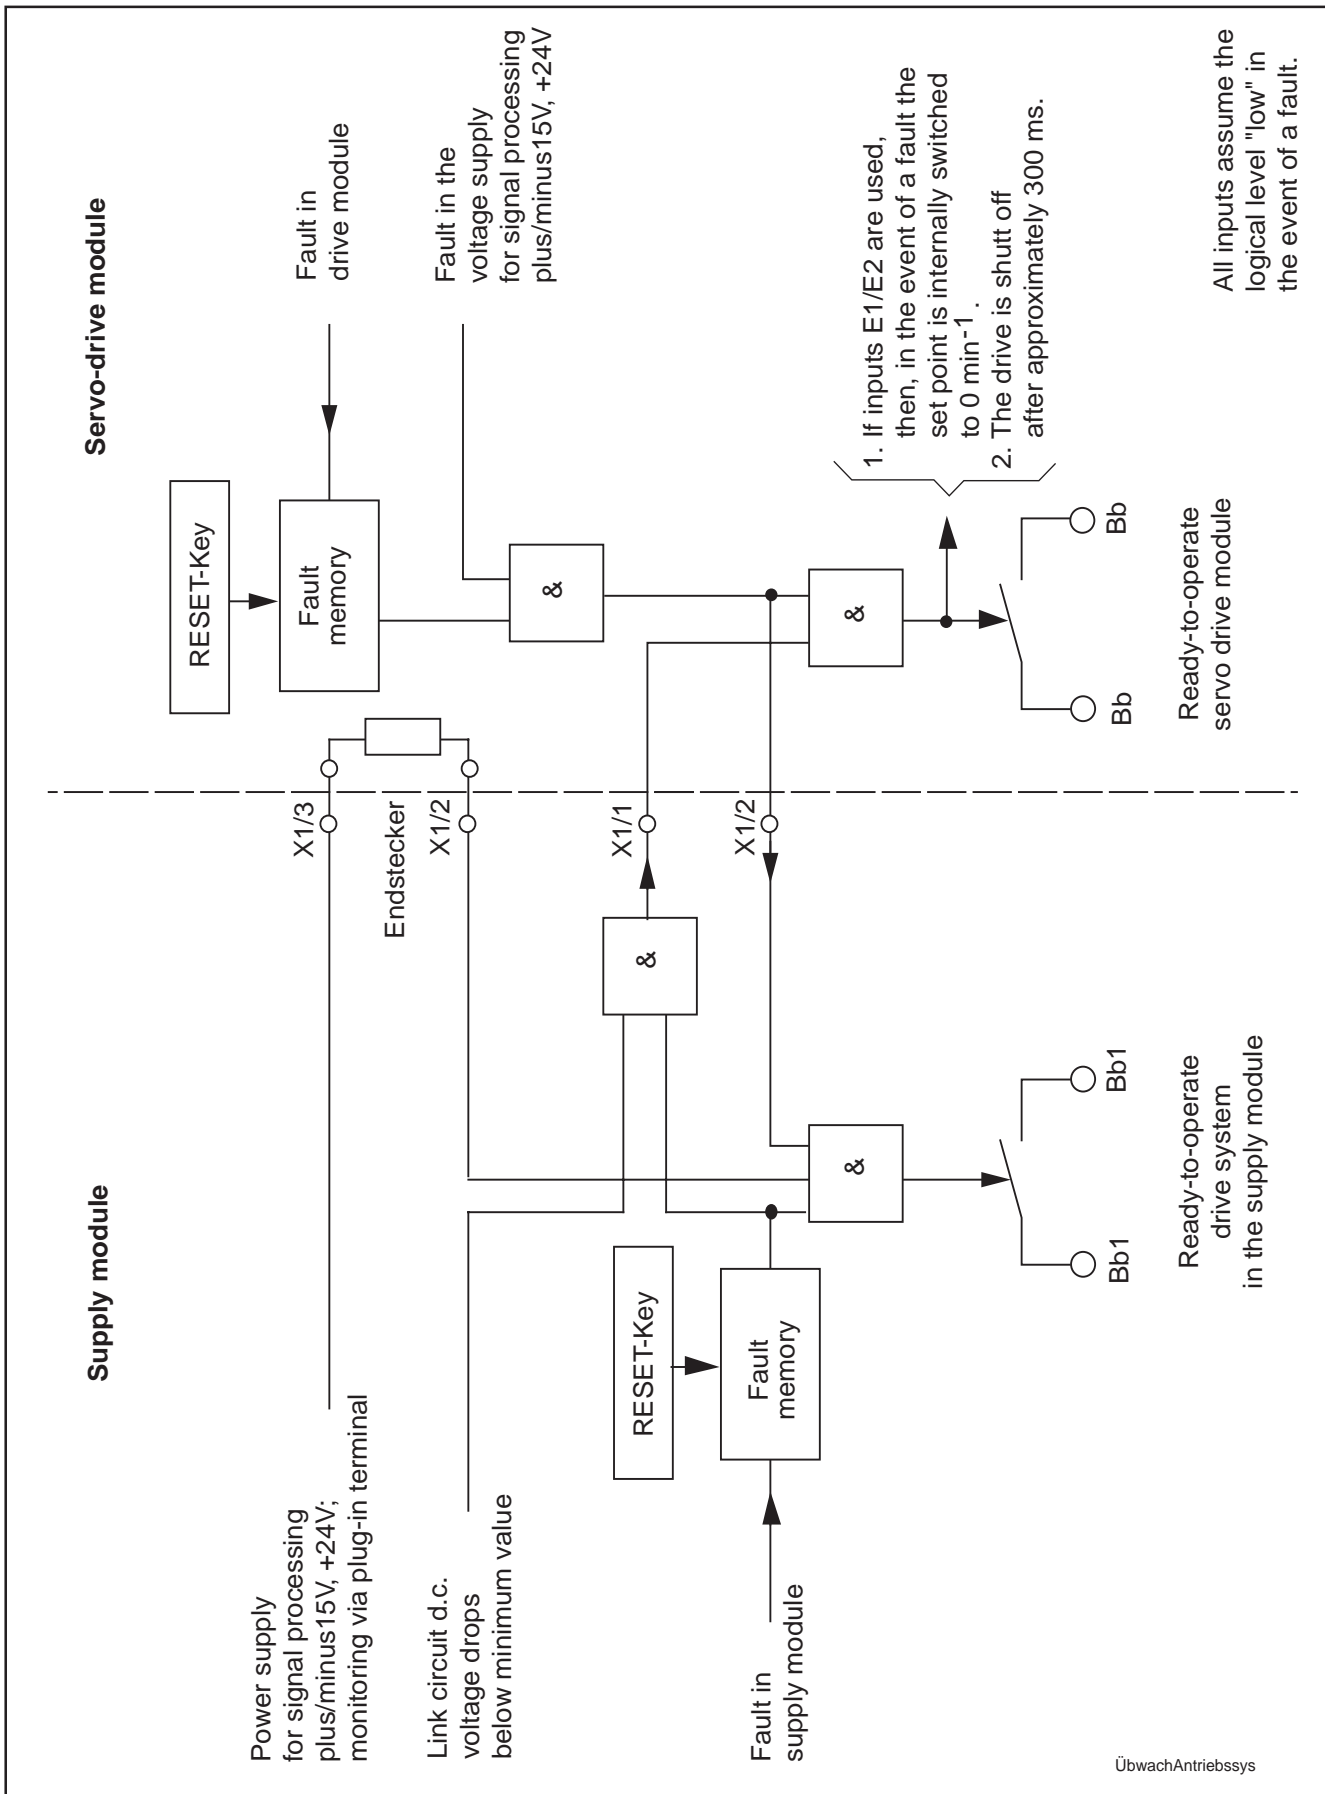 Supply module
Servo-drive module
Power supply
for signal processing
plus/minus15V, +24V;
monitoring via plug-in terminal
X1/3
Endstecker
X1/2
RESET-Key
Fault
memory
Fault in
drive module
Link circuit d.c.
voltage drops
below minimum value
Fault in the
voltage supply
for signal processing
plus/minus15V, +24V
&
&
X1/1
X1/2
RESET-Key
Fault
memory
Fault in
supply module
&
&
1. If inputs E1/E2 are used,
then, in the event of a fault the
set point is internally switched
to 0 min-1 .
2. The drive is shutt off
after approximately 300 ms.
Bb1
Bb1
Bb
Bb
Ready-to-operate
drive system
in the supply module
Ready-to-operate
servo drive module
All inputs assume the
logical level "low" in
the event of a fault.
ÜbwachAntriebssys